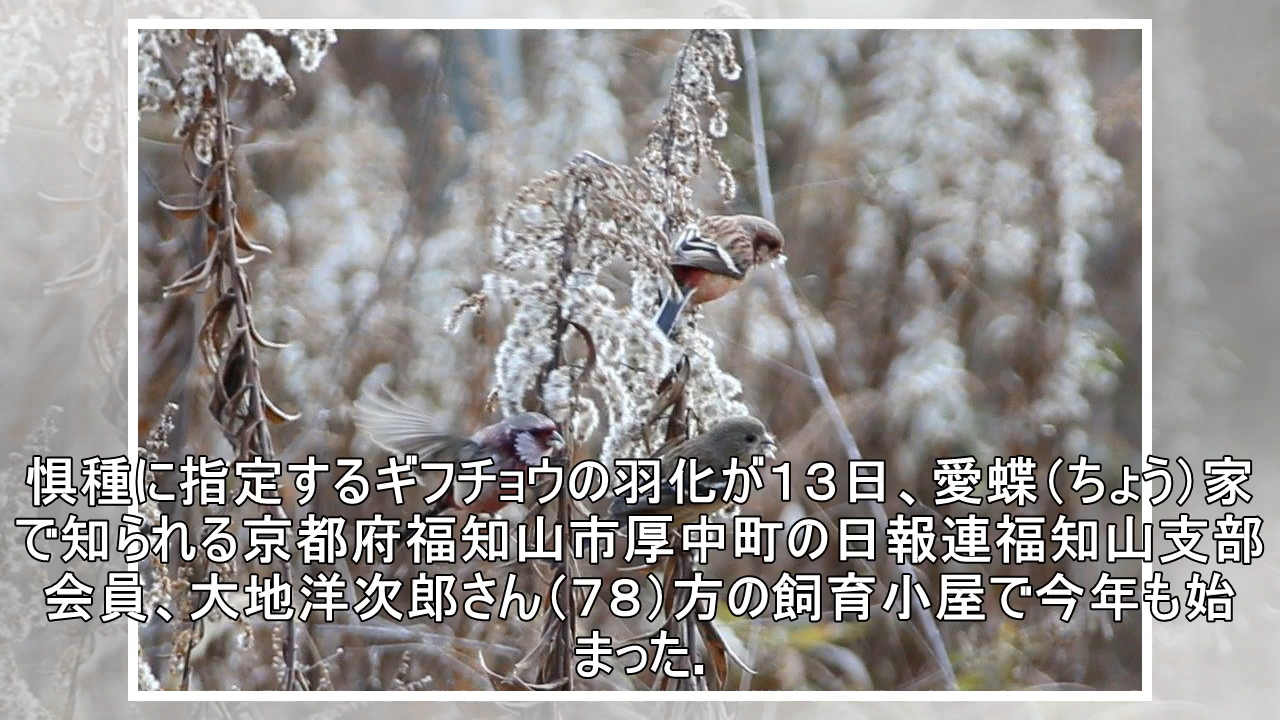 惧種に指定するギフチョウの羽化が１３日、愛蝶（ちょう）家
で知られる京都府福知山市厚中町の日報連福知山支部
会員、大地洋次郎さん（７８）方の飼育小屋で今年も始
まった.